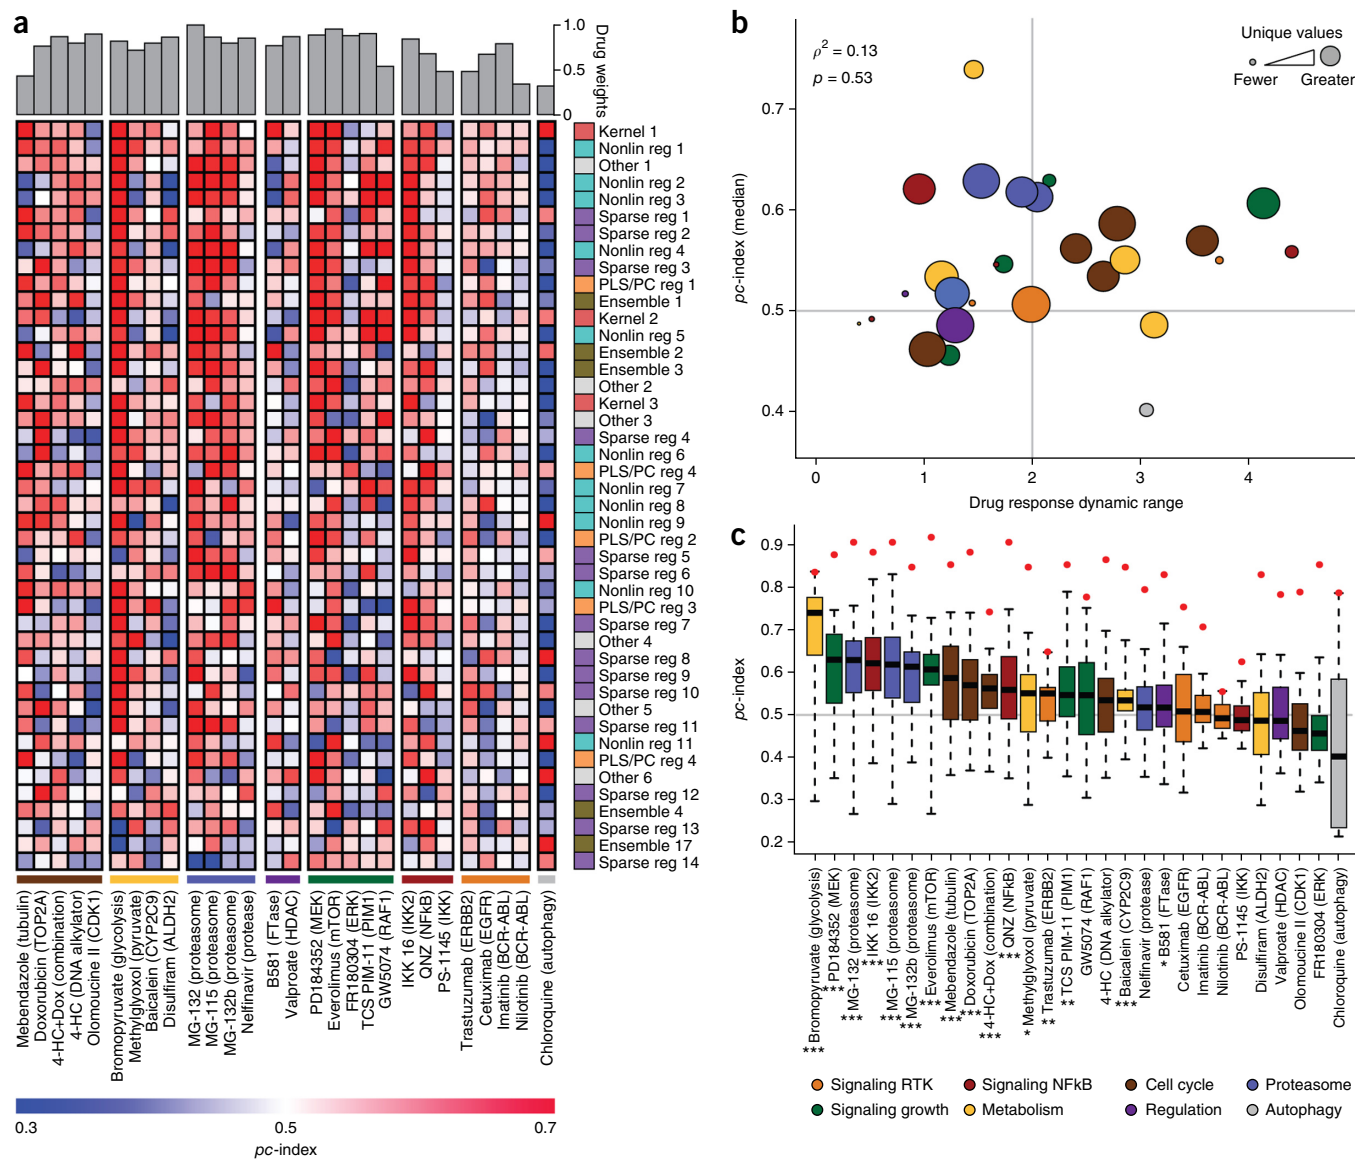 a
1.0
0.5
0
Drug weights
Kernel 1
Nonlin reg 1
Other 1
Nonlin reg 2
Nonlin reg 3
Sparse reg 1
Sparse reg 2
Nonlin reg 4
Sparse reg 3
PLS/PC reg 1
Ensemble 1
Kernel 2
Nonlin reg 5
Ensemble 2
Ensemble 3
Other 2
Kernel 3
Other 3
Sparse reg 4
Nonlin reg 6
PLS/PC reg 4
Nonlin reg 7
Nonlin reg 8
Nonlin reg 9
PLS/PC reg 2
Sparse reg 5
Sparse reg 6
Nonlin reg 10
PLS/PC reg 3
Sparse reg 7
Other 4
Sparse reg 8
Sparse reg 9
Sparse reg 10
Other 5
Sparse reg 11
Nonlin reg 11
PLS/PC reg 4
Other 6
Sparse reg 12
Ensemble 4
Sparse reg 13
Ensemble 17
Sparse reg 14
Mebendazole (tubulin)
Doxorubicin (TOP2A)
4-HC+Dox (combination)
4-HC (DNA alkylator)
Olomoucine II (CDK1)
Bromopyruvate (glycolysis)
Methylglyoxol (pyruvate)
Baicalein (CYP2C9)
Disulfiram (ALDH2)
MG-132 (proteasome)
MG-115 (proteasome)
MG-132b (proteasome)
Nelfinavir (protease)
B581 (FTase)
Valproate (HDAC)
PD184352 (MEK)
Everolimus (mTOR)
FR180304 (ERK)
TCS PIM-11 (PIM1)
GW5074 (RAF1)
IKK 16 (IKK2)
QNZ (NFkB)
PS-1145 (IKK)
Trastuzumab (ERBB2)
Cetuximab (EGFR)
Imatinib (BCR-ABL)
Nilotinib (BCR-ABL)
Chloroquine (autophagy)
0.3
0.5
0.7
pc-index
b
ρ² = 0.13
p = 0.53
Unique values
Fewer
Greater
0.7
0.6
0.5
0.4
pc-index (median)
0
1
2
3
4
Drug response dynamic range
c
0.9
0.8
0.7
0.6
0.5
0.4
0.3
0.2
pc-index
*** Bromopyruvate (glycolysis)
*** PD184352 (MEK)
*** MG-132 (proteasome)
*** IKK 16 (IKK2)
*** MG-115 (proteasome)
*** MG-132b (proteasome)
*** Everolimus (mTOR)
*** Mebendazole (tubulin)
*** Doxorubicin (TOP2A)
*** 4-HC+Dox (combination)
*** QNZ (NFkB)
* Methylglyoxol (pyruvate)
** Trastuzumab (ERBB2)
* TCS PIM-11 (PIM1)
** GW5074 (RAF1)
4-HC (DNA alkylator)
*** Baicalein (CYP2C9)
Nelfinavir (protease)
* B581 (FTase)
Cetuximab (EGFR)
Imatinib (BCR-ABL)
Nilotinib (BCR-ABL)
PS-1145 (IKK)
Disulfiram (ALDH2)
Valproate (HDAC)
Olomoucine II (CDK1)
FR180304 (ERK)
Chloroquine (autophagy)
Signaling RTK
Signaling NFkB
Cell cycle
Proteasome
Signaling growth
Metabolism
Regulation
Autophagy